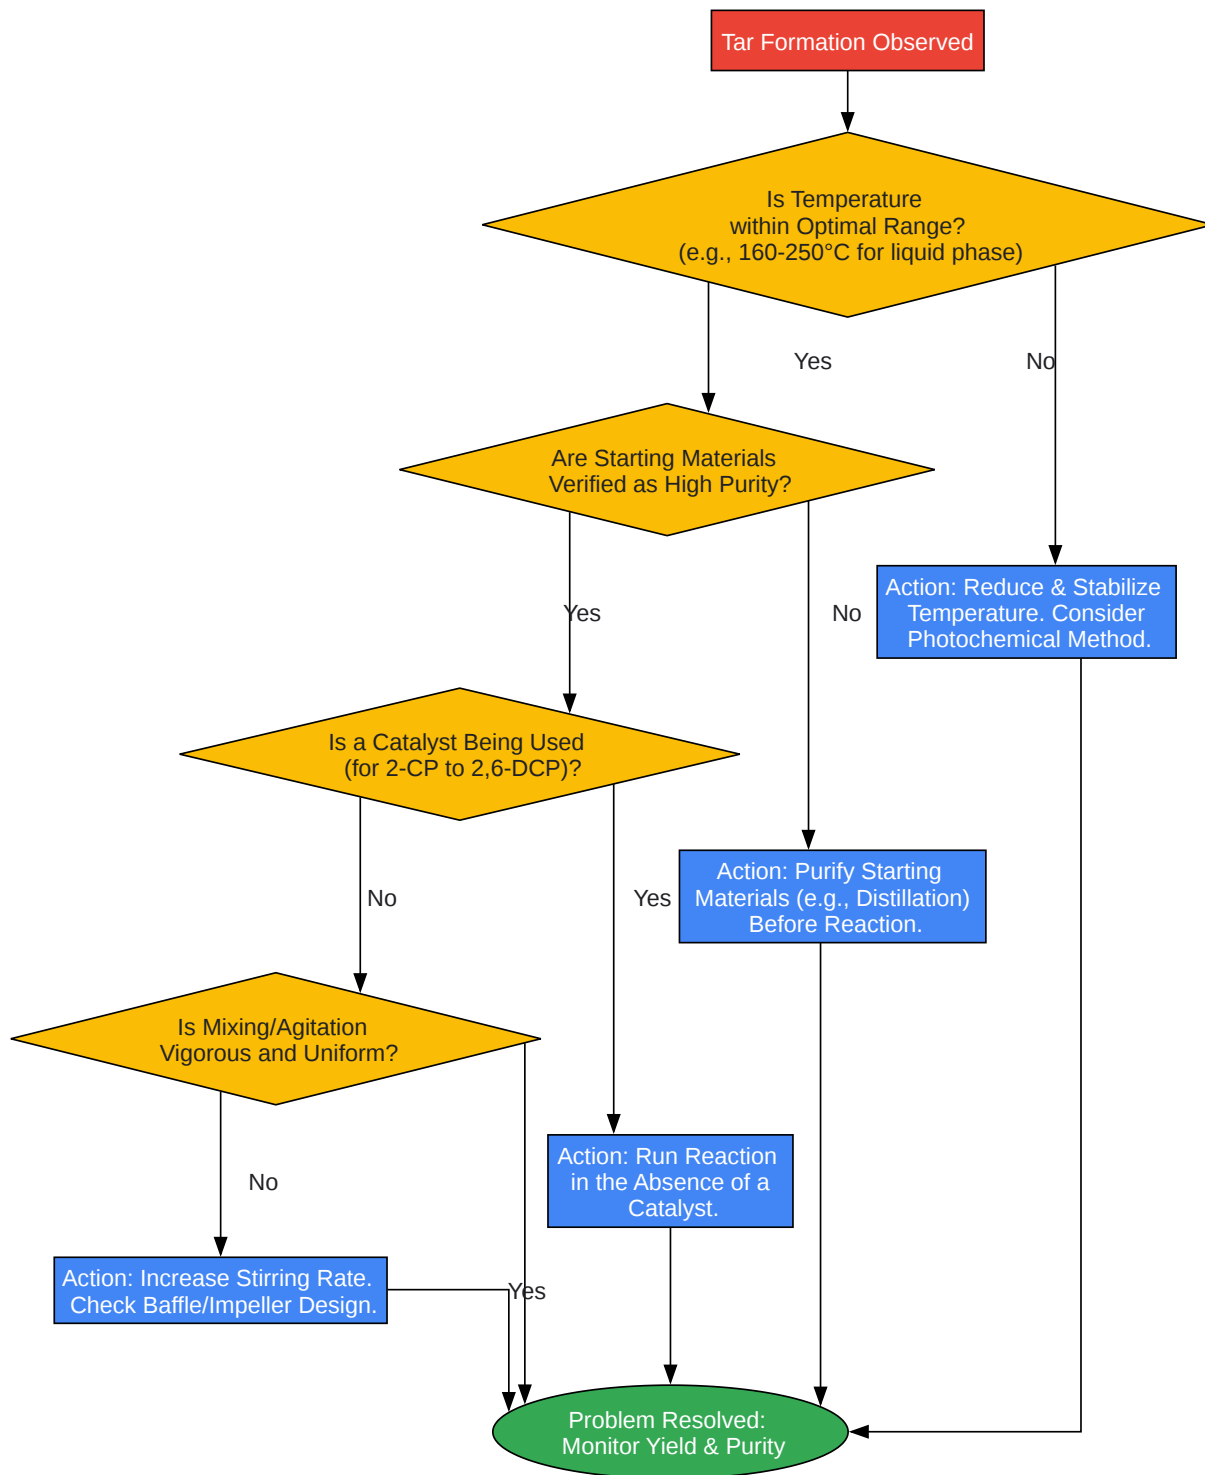 Tar Formation Observed
Is Temperature
within Optimal Range?
(e.g., 160-250°C for liquid phase)
Yes
No
Are Starting Materials
Verified as High Purity?
Action: Reduce & Stabilize
Temperature. Consider
Photochemical Method.
Yes
No
Is a Catalyst Being Used
(for 2-CP to 2,6-DCP)?
Action: Purify Starting
Materials (e.g., Distillation)
Before Reaction.
No
Yes
Is Mixing/Agitation
Vigorous and Uniform?
Action: Run Reaction
in the Absence of a
Catalyst.
No
Action: Increase Stirring Rate.
Check Baffle/Impeller Design.
Yes
Problem Resolved:
Monitor Yield & Purity